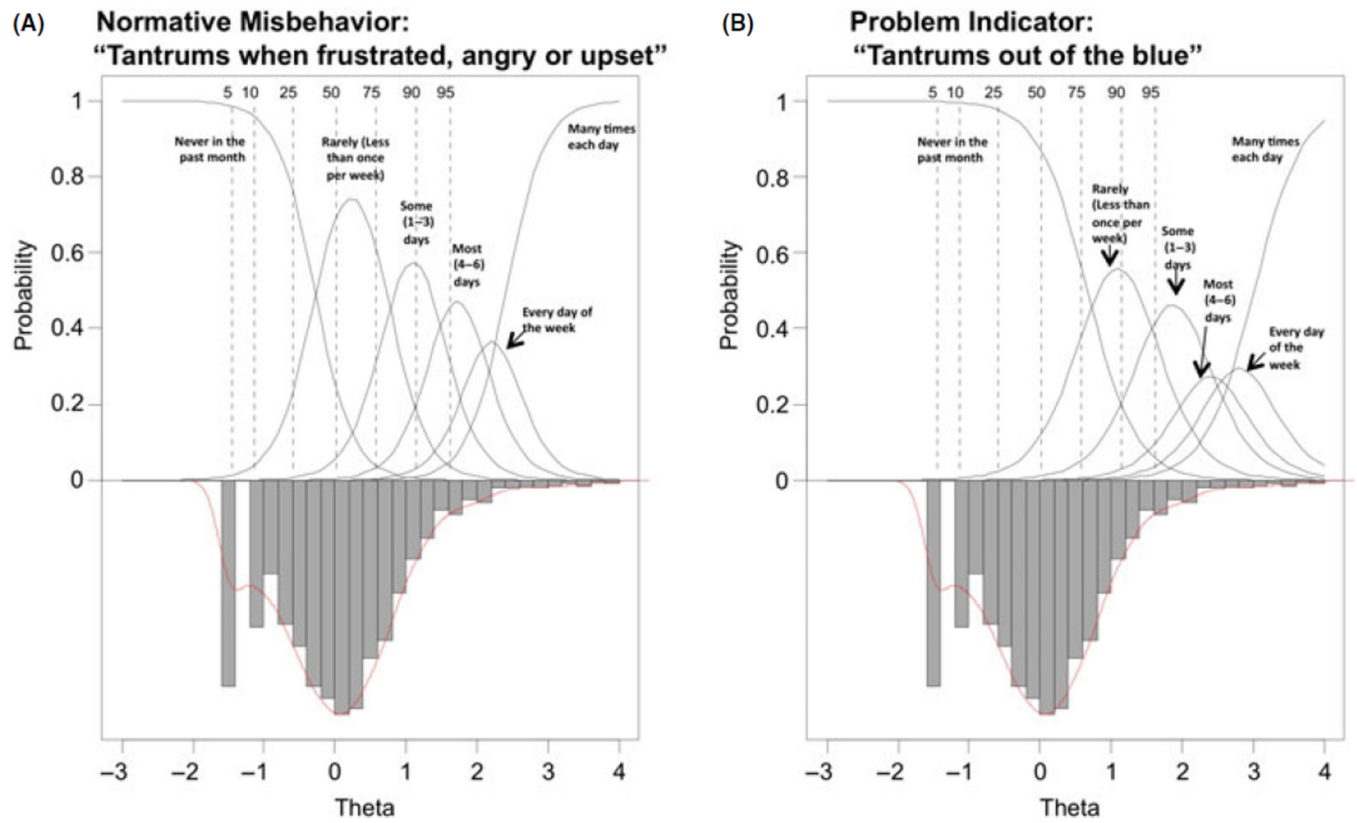 (A)
Normative Misbehavior:
“Tantrums when frustrated, angry or upset”
5 10 25 50 75 90 95
1
0.8
0.6
0.4
0.2
0
Probability
Never in the
past month
Rarely (Less
than once
per week)
Some
(1–3)
days
Most
(4–6)
days
Every day of
the week
Many times
each day
–3 –2 –1 0 1 2 3 4
Theta
(B)
Problem Indicator:
“Tantrums out of the blue”
5 10 25 50 75 90 95
1
0.8
0.6
0.4
0.2
0
Probability
Never in the
past month
Rarely
(Less than
once per
week)
Some
(1–3)
days
Most
(4–6)
days
Every day
of the
week
Many times
each day
–3 –2 –1 0 1 2 3 4
Theta